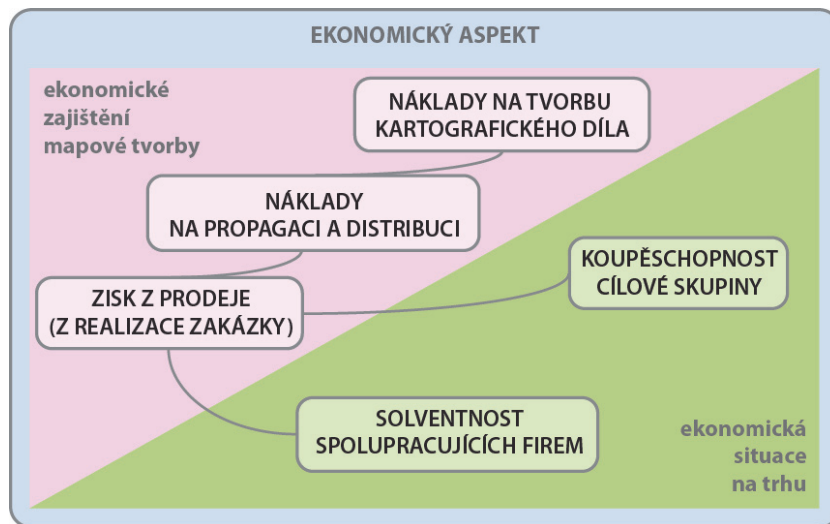 EKONOMICKÝ ASPEKT
ekonomické
zajištění
mapové tvorby
NÁKLADY NA TVORBU
KARTOGRAFICKÉHO DÍLA
NÁKLADY
NA PROPAGACI A DISTRIBUCI
KOUPĚSCHOPNOST
CÍLOVÉ SKUPINY
ZISK Z PRODEJE
(Z REALIZACE ZAKÁZKY)
SOLVENTNOST
SPOLUPRACUJÍCÍCH FIREM
ekonomická
situace
na trhu